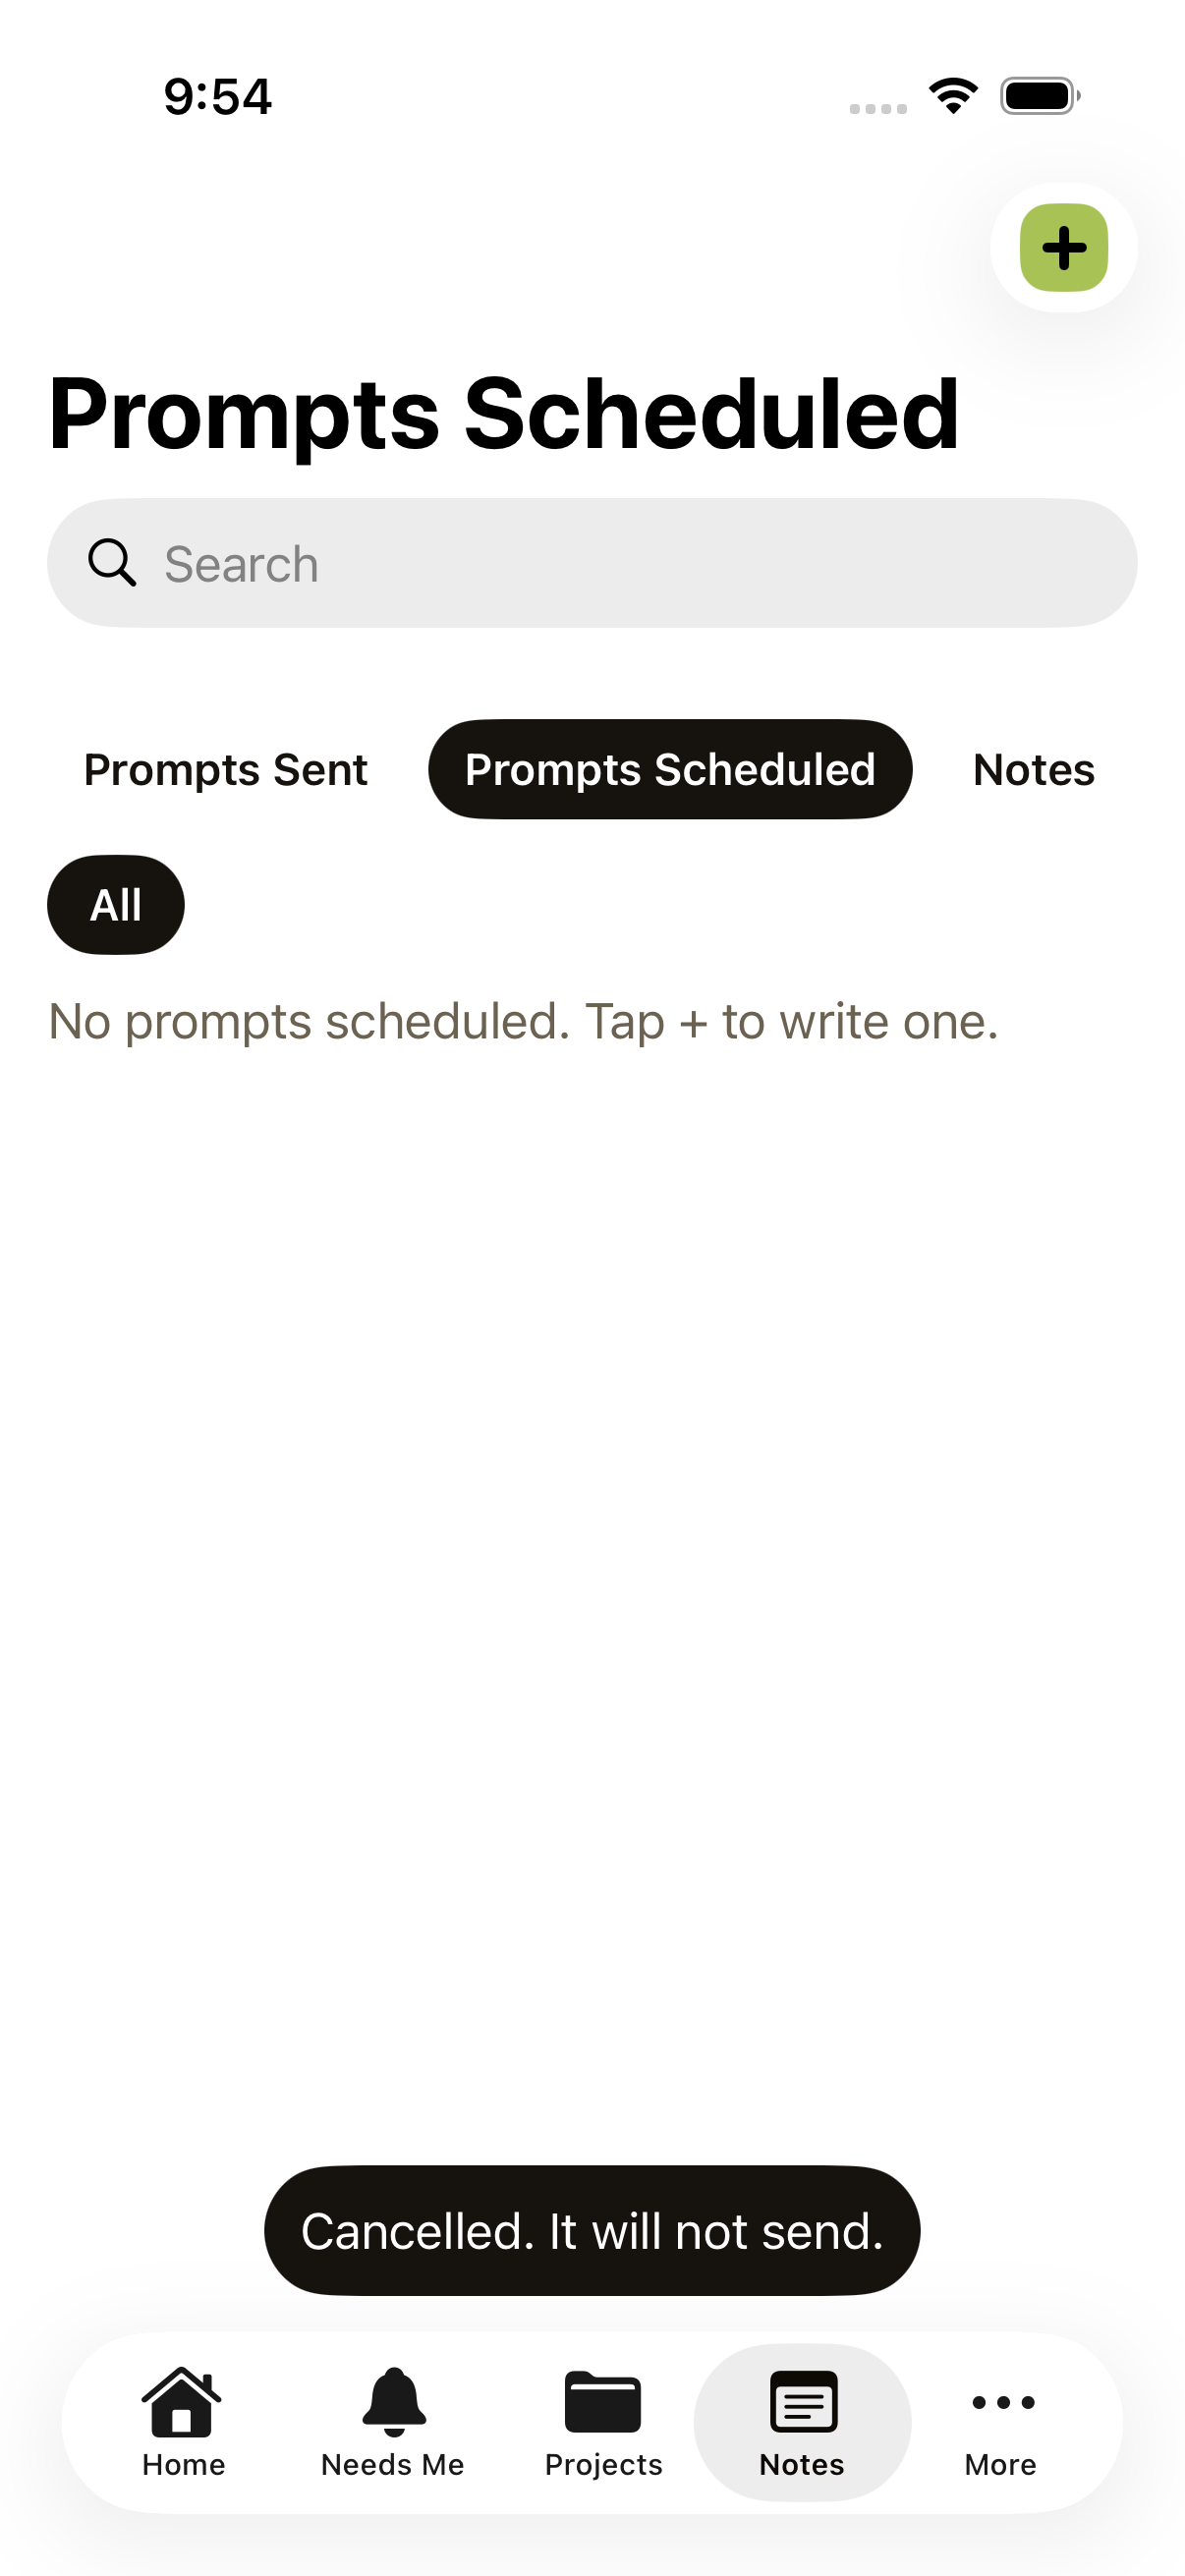 9:54
Prompts Scheduled
Search
Prompts Sent
Prompts Scheduled
Notes
All
No prompts scheduled. Tap + to write one.
Cancelled. It will not send.
Home
Needs Me
Projects
Notes
More